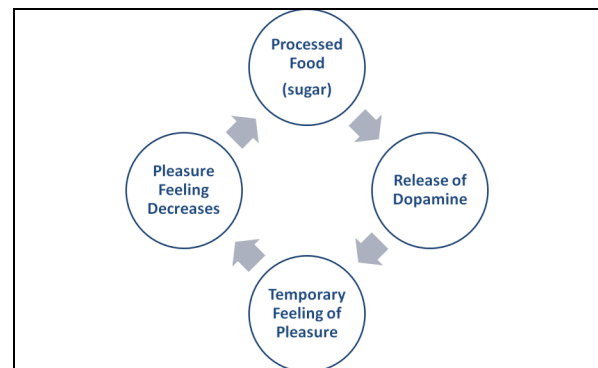 Processed
Food
(sugar)
Release of
Dopamine
Temporary
Feeling of
Pleasure
Pleasure
Feeling
Decreases